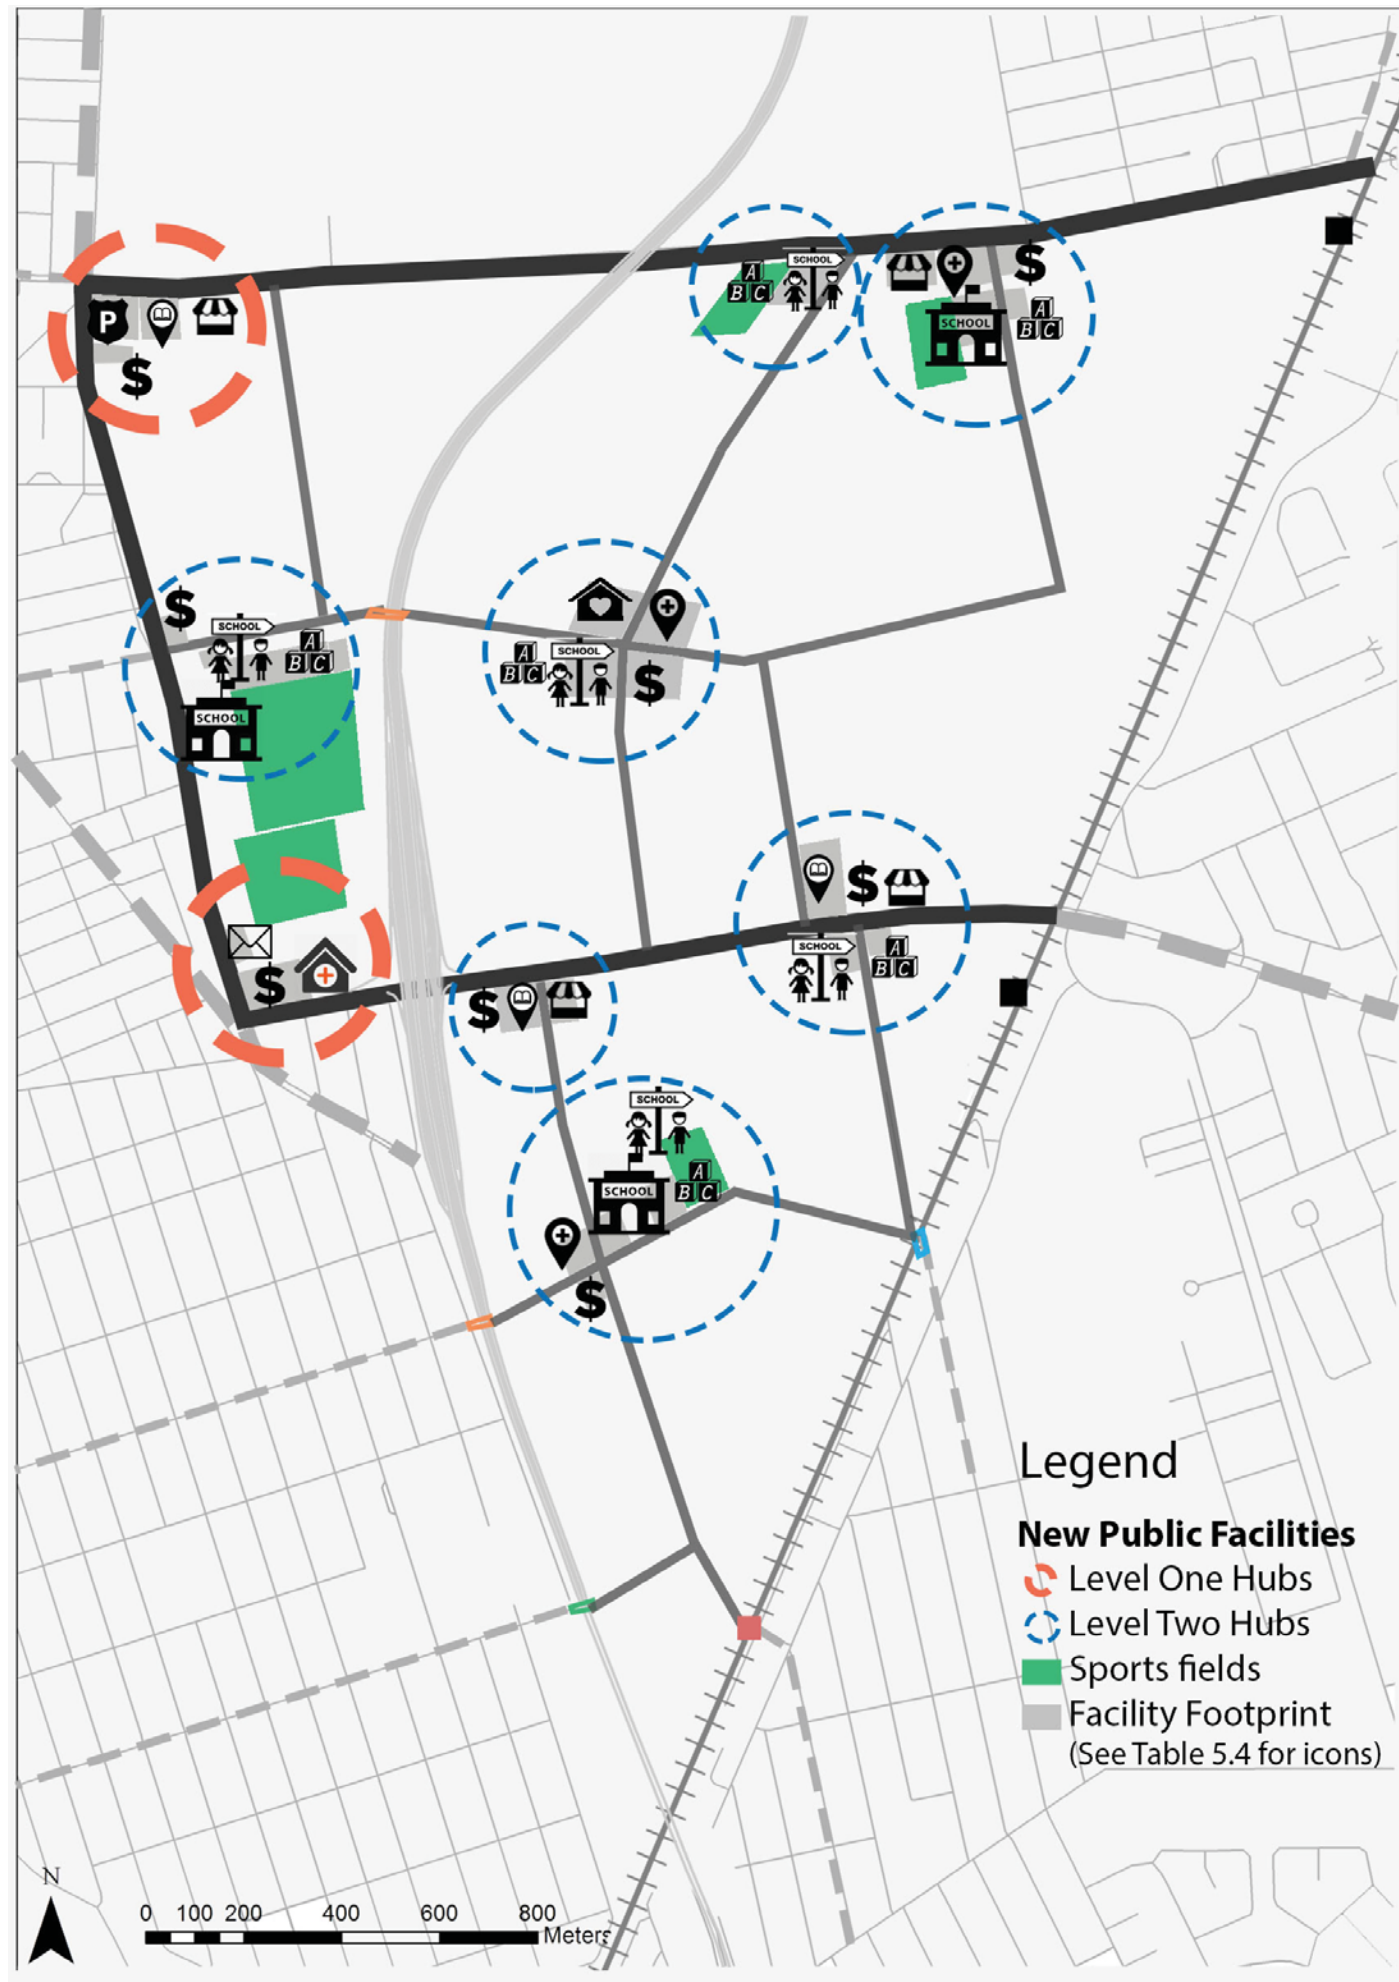 SCHOOL
$
P
$
A
B C
SCHOOL
A
B C
$
SCHOOL
A
B C
SCHOOL
A
B C
SCHOOL
$
$
SCHOOL
A
B C
$
$
SCHOOL
A
B C
$
SCHOOL
A
B C
SCHOOL
$
Legend
New Public Facilities
Level One Hubs
Level Two Hubs
Sports fields
Facility Footprint
(See Table 5.4 for icons)
N
0 100 200 400 600 800
Meters